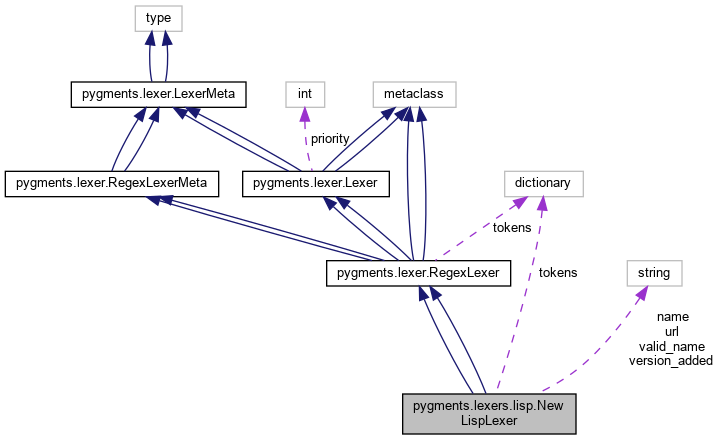 type
pygments.lexer.LexerMeta
int
metaclass
priority
pygments.lexer.RegexLexerMeta
pygments.lexer.Lexer
dictionary
tokens
pygments.lexer.RegexLexer
tokens
string
name
url
valid_name
version_added
pygments.lexers.lisp.New
LispLexer